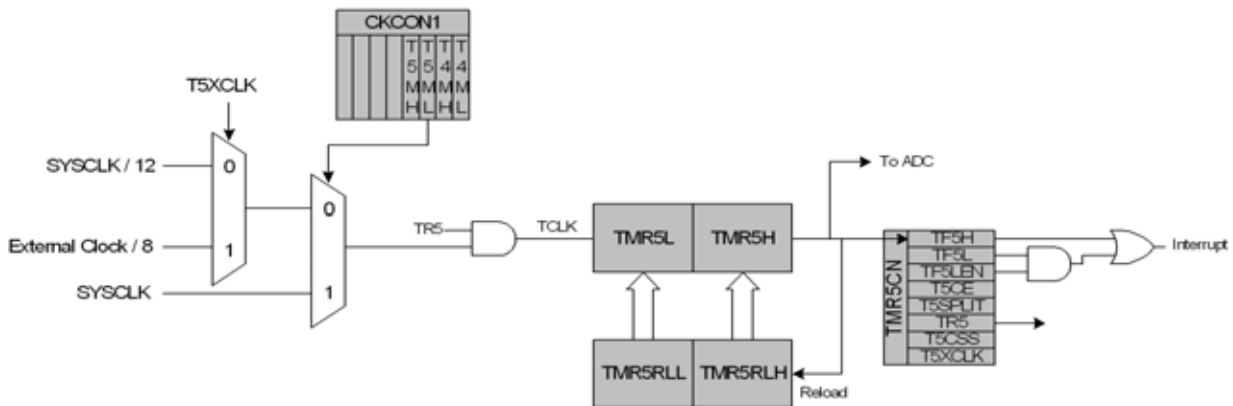 CKCON1
T5MH T5ML T4MH T4ML
T5XCLK
SYSCLK / 12
0
External Clock / 8
1
SYSCLK
0
1
TR5
TCLK
TMR5L TMR5H
To ADC
TMR5RLL TMR5RLH
Reload
TMR5CN
TF5H
TF5L
TF5LEN
T5CE
T5SPLIT
TR5
T5CSS
T5XCLK
Interrupt